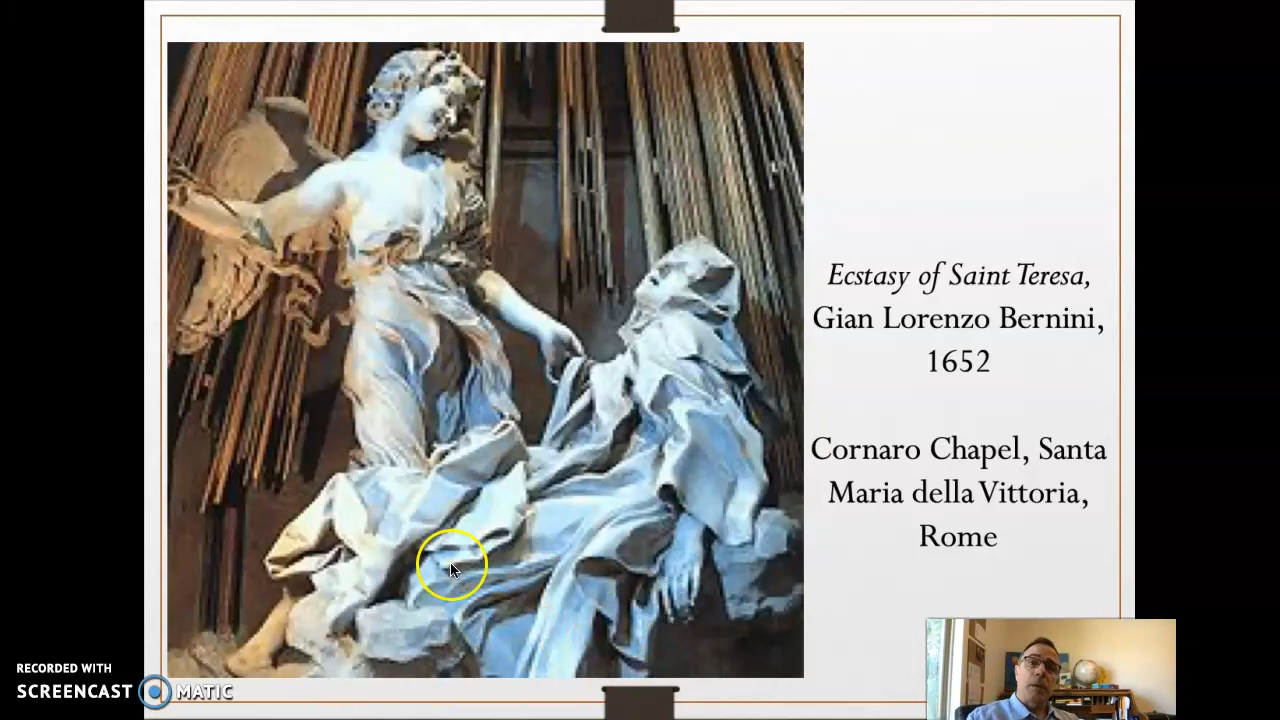 Ecstasy of Saint Teresa,
Gian Lorenzo Bernini,
1652
Cornaro Chapel, Santa
Maria della Vittoria,
Rome
RECORDED WITH
SCREENCAST MATIC